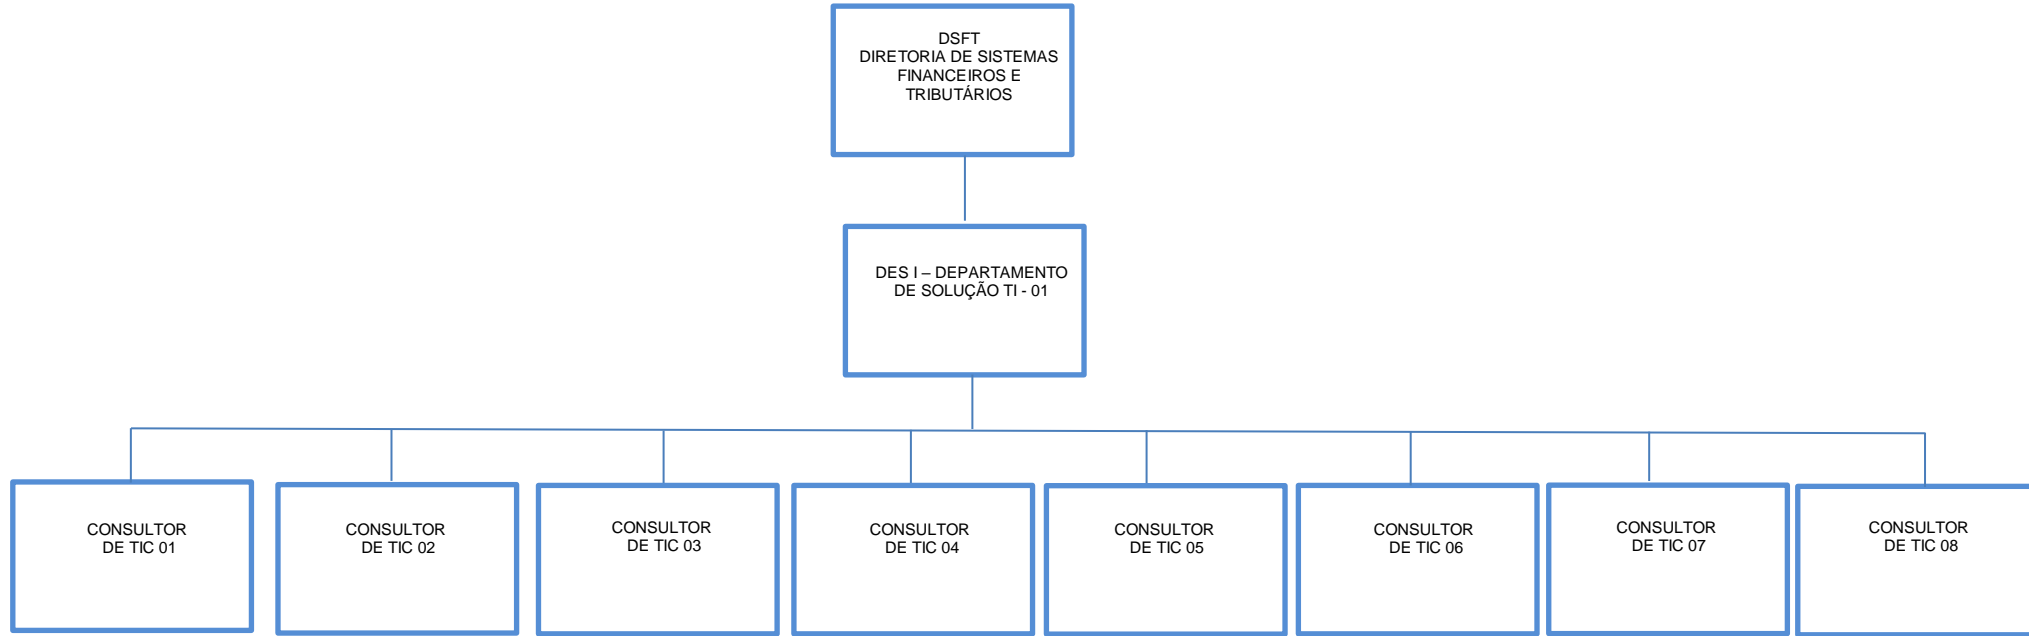 DSFT
DIRETORIA DE SISTEMAS
FINANCEIROS E
TRIBUTÁRIOS
DES I – DEPARTAMENTO
DE SOLUÇÃO TI - 01
CONSULTOR
DE TIC 01
CONSULTOR
DE TIC 02
CONSULTOR
DE TIC 03
CONSULTOR
DE TIC 04
CONSULTOR
DE TIC 05
CONSULTOR
DE TIC 06
CONSULTOR
DE TIC 07
CONSULTOR
DE TIC 08